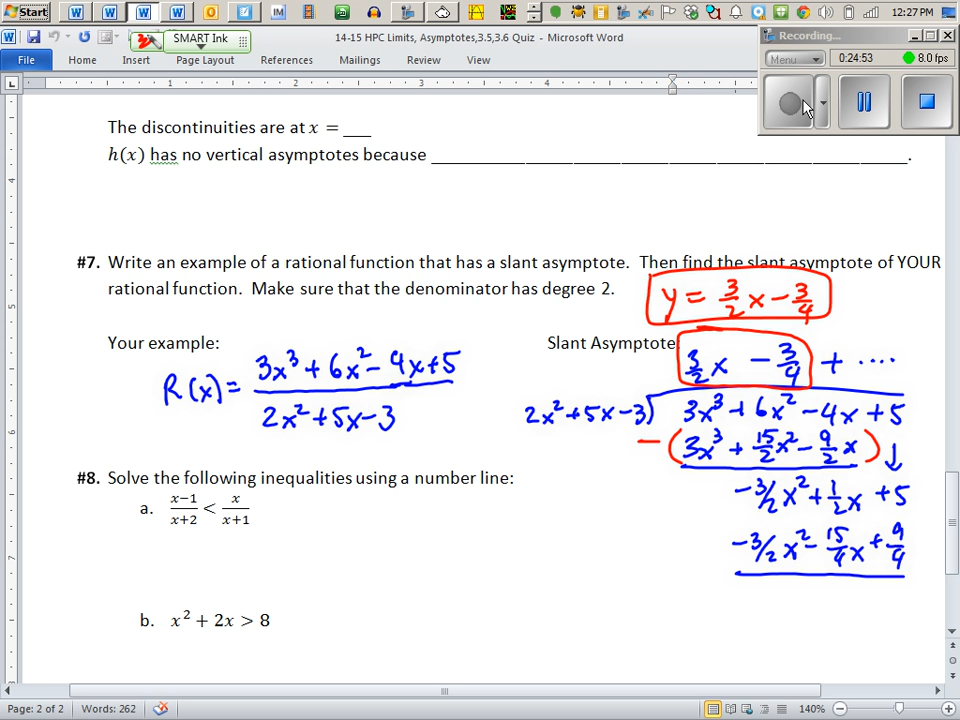 Start
12:27 PM
SMART Ink
14-15 HPC Limits, Asymptotes,3.5,3.6 Quiz - Microsoft Word
Recording...
Menu
0:24:53
8.0 fps
File
Home
Insert
Page Layout
References
Mailings
Review
View
The discontinuities are at x = ___
h(x) has no vertical asymptotes because ______________.
#7. Write an example of a rational function that has a slant asymptote. Then find the slant asymptote of YOUR
rational function. Make sure that the denominator has degree 2.
y = 3/2 x - 3/4
Your example:
Slant Asymptote:
3/2 x - 3/4 + ....
R(x) = (3x³ + 6x² - 4x + 5)/(2x² + 5x - 3)
2x² + 5x - 3) 3x³ + 6x² - 4x + 5
- (3x³ + 15/2 x² - 9/2 x) ↓
-3/2 x² + 1/2 x + 5
-3/2 x² - 15/4 x + 9/4
#8. Solve the following inequalities using a number line:
a. (x−1)/(x+2) < x/(x+1)
b. x² + 2x > 8
Page: 2 of 2
Words: 262
140%